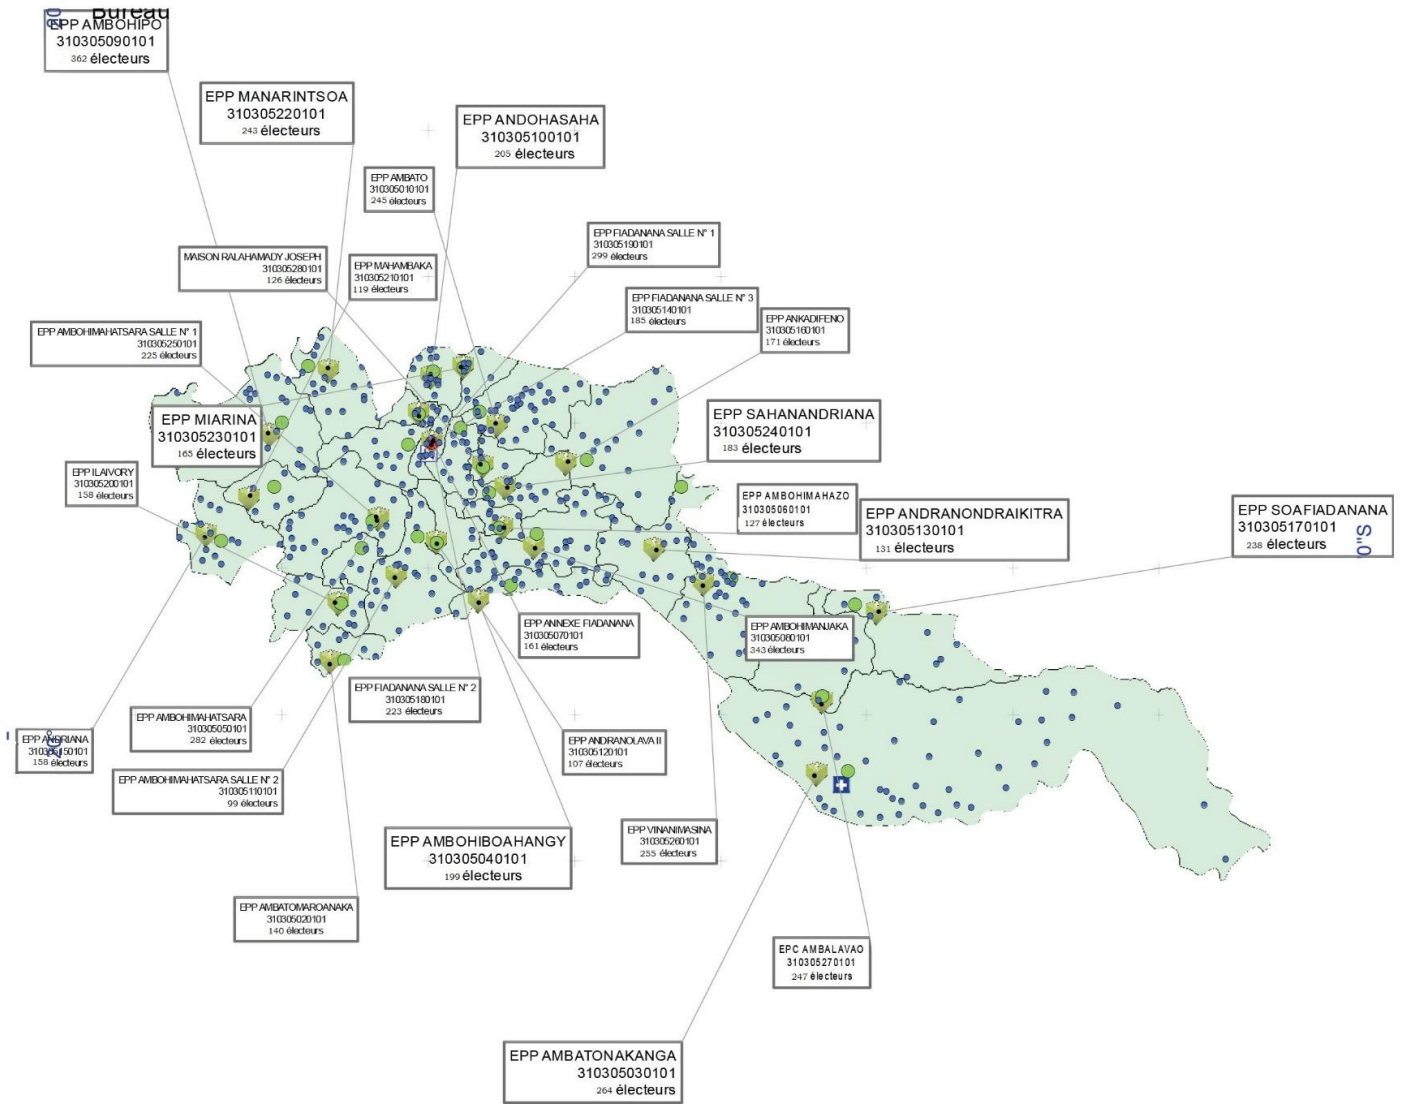 Bureau
20
EPP AMBOHIPO
310305090101
362 électeurs
EPP MANARINTSOA
310305220101
243 électeurs
EPP ANDOHASAHA
310305100101
205 électeurs
EPP AMBATO
310305010101
245 électeurs
EPP FIADANANA SALLE N° 1
310305190101
299 électeurs
MAISON RALAHAMADY JOSEPH
310305280101
126 électeurs
EPP MAHAMBAKA
310305210101
119 électeurs
EPP FIADANANA SALLE N° 3
310305140101
185 électeurs
EPP ANKADIFENO
310305160101
171 électeurs
EPP AMBOHIMAHATSARA SALLE N° 1
310305250101
225 électeurs
EPP MIARINA
310305230101
165 électeurs
EPP SAHANANDRIANA
310305240101
183 électeurs
EPP ILAIVORY
310305200101
158 électeurs
EPP AMBOHIMAHAZO
310305060101
127 électeurs
EPP ANDRANONDRAIKITRA
310305130101
131 électeurs
EPP SOAFIADANANA
310305170101
238 électeurs
0"S
EPP ANNEXE FIADANANA
310305070101
161 électeurs
EPP AMBOHIMANJAKA
310305080101
343 électeurs
EPP FIADANANA SALLE N° 2
310305180101
223 électeurs
EPP AMBOHIMAHATSARA
310305050101
282 électeurs
EPP ANDRIANA
310305150101
158 électeurs
20°
EPP ANDRANOLAVA II
310305120101
107 électeurs
EPP AMBOHIMAHATSARA SALLE N° 2
310305110101
99 électeurs
EPP AMBOHIBOAHANGY
310305040101
199 électeurs
EPP VINANIMASINA
310305260101
255 électeurs
EPP AMBATOMAROANAKA
310305020101
140 électeurs
EPC AMBALAVAO
310305270101
247 électeurs
EPP AMBATONAKANGA
310305030101
264 électeurs